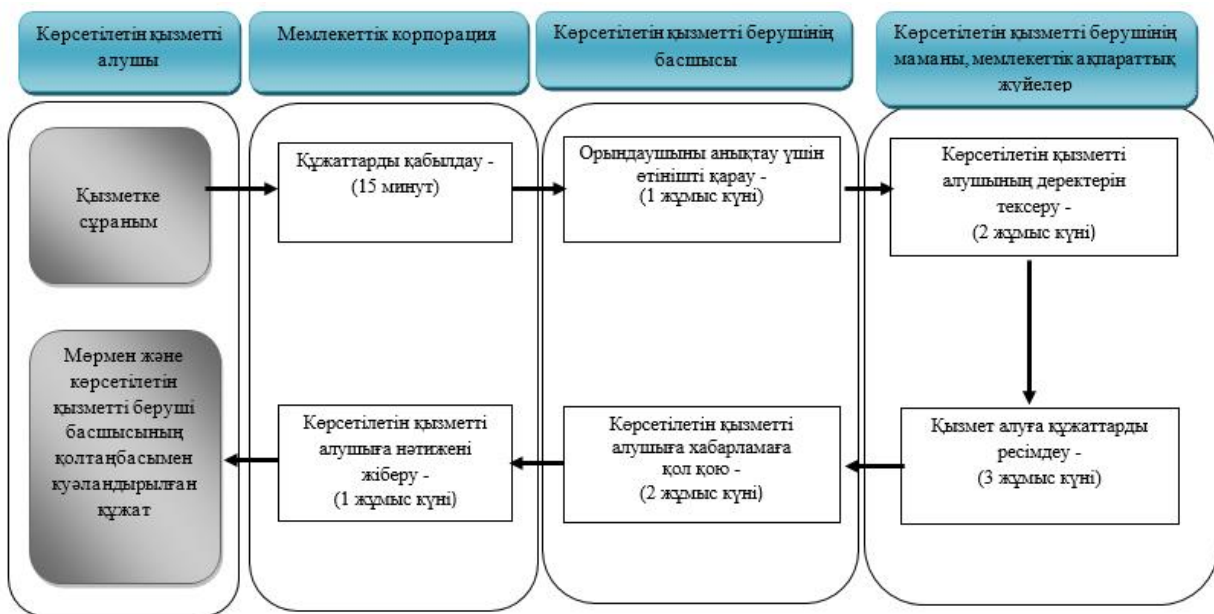 Көрсетілетін қызметті
алушы
Мемлекеттік корпорация
Көрсетілетін қызметті берушінің
басшысы
Көрсетілетін қызметті берушінің
маманы, мемлекеттік ақпараттық
жүйелер
Қызметке
сұраным
Құжаттарды қабылдау -
(15 минут)
Орындаушыны анықтау үшін
өтінішті қарау -
(1 жұмыс күні)
Көрсетілетін қызметті
алушының деректерін
тексеру -
(2 жұмыс күні)
Мөрмен және
көрсетілетін
қызметті беруші
басшысының
қолтаңбасымен
куәландырылған
құжат
Көрсетілетін қызметті
алушыға нәтижені
жіберу -
(1 жұмыс күні)
Көрсетілетін қызметті
алушыға хабарламаға
қол қою -
(2 жұмыс күні)
Қызмет алуға құжаттарды
ресімдеу -
(3 жұмыс күні)